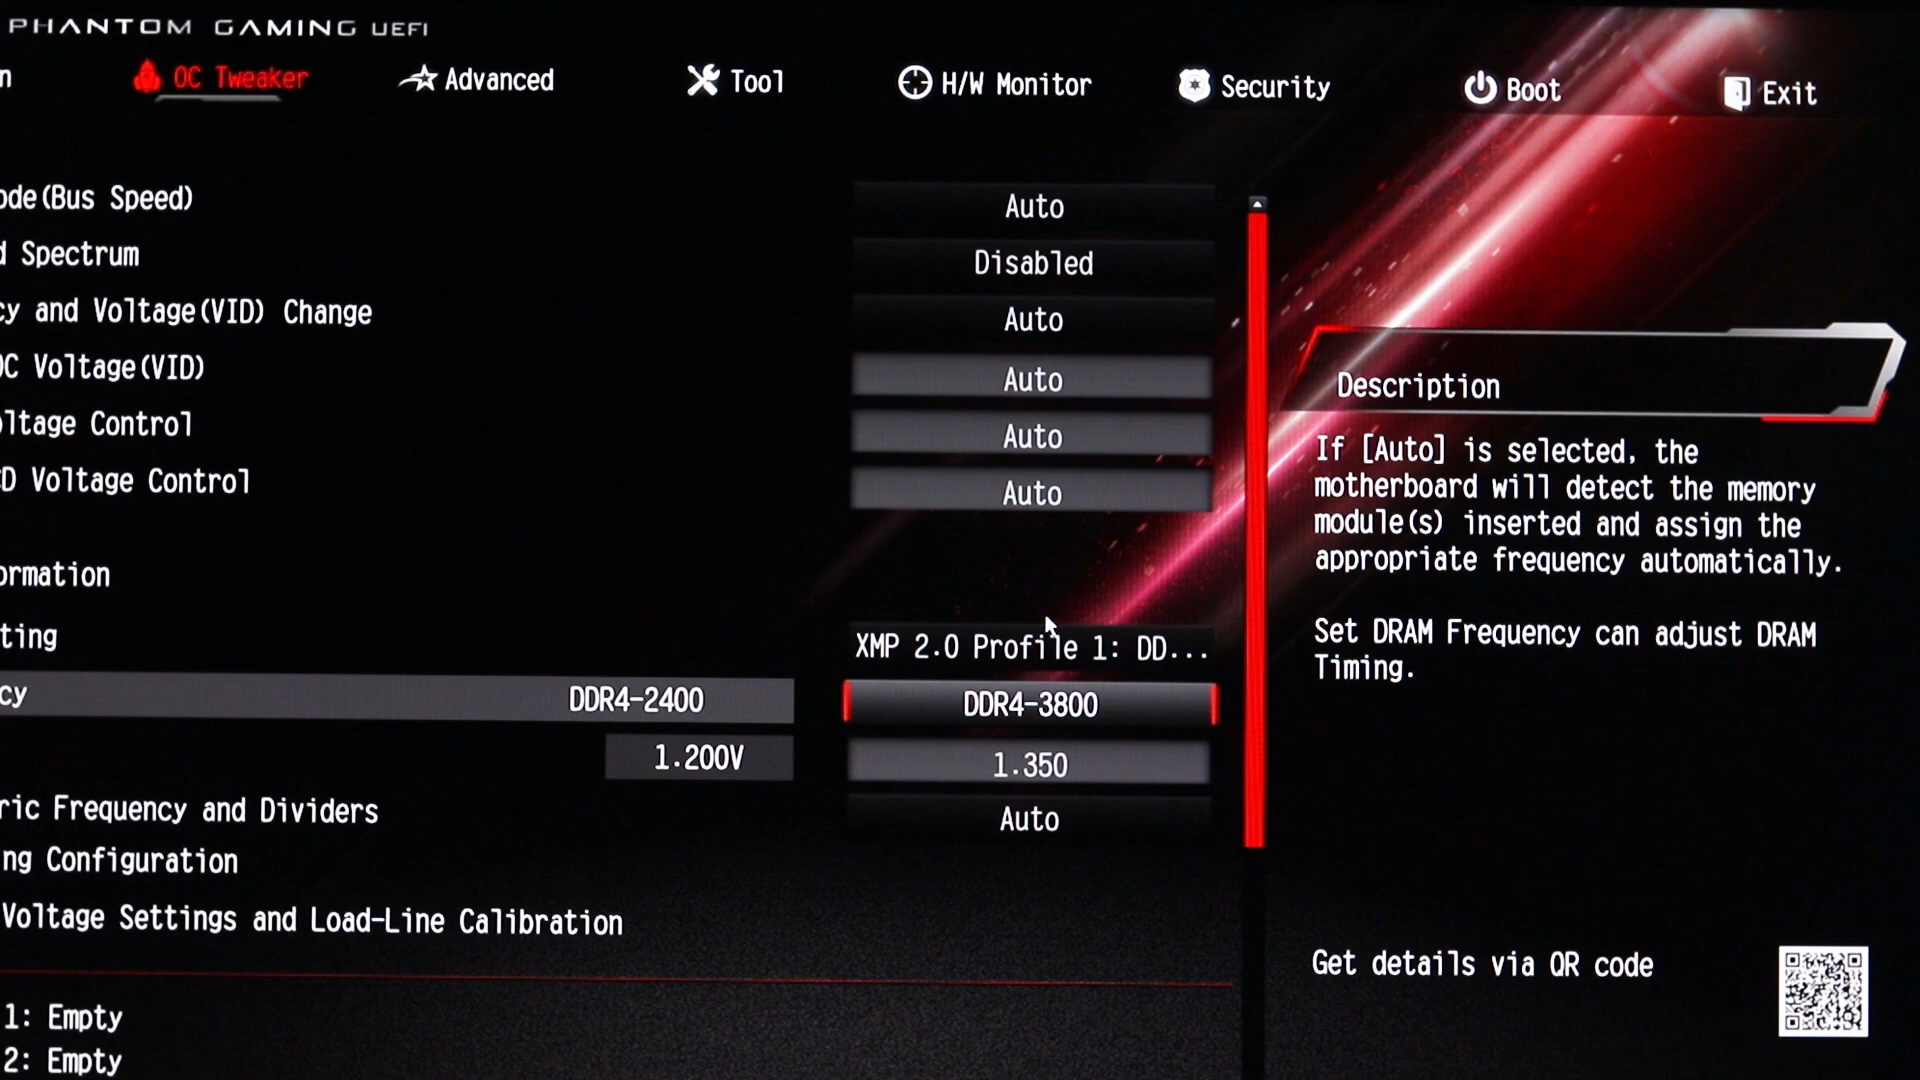 PHANTOM GAMING UEFI
n OC Tweaker Advanced Tool H/W Monitor Security Boot Exit
ode(Bus Speed) Auto
d Spectrum Disabled
cy and Voltage(VID) Change Auto
OC Voltage(VID) Auto
oltage Control Auto
CD Voltage Control Auto
ormation
ting XMP 2.0 Profile 1: DD...
cy DDR4-2400 DDR4-3800
1.200V 1.350
ric Frequency and Dividers Auto
ng Configuration
Voltage Settings and Load-Line Calibration
1: Empty
2: Empty
Description
If [Auto] is selected, the
motherboard will detect the memory
module(s) inserted and assign the
appropriate frequency automatically.
Set DRAM Frequency can adjust DRAM
Timing.
Get details via QR code